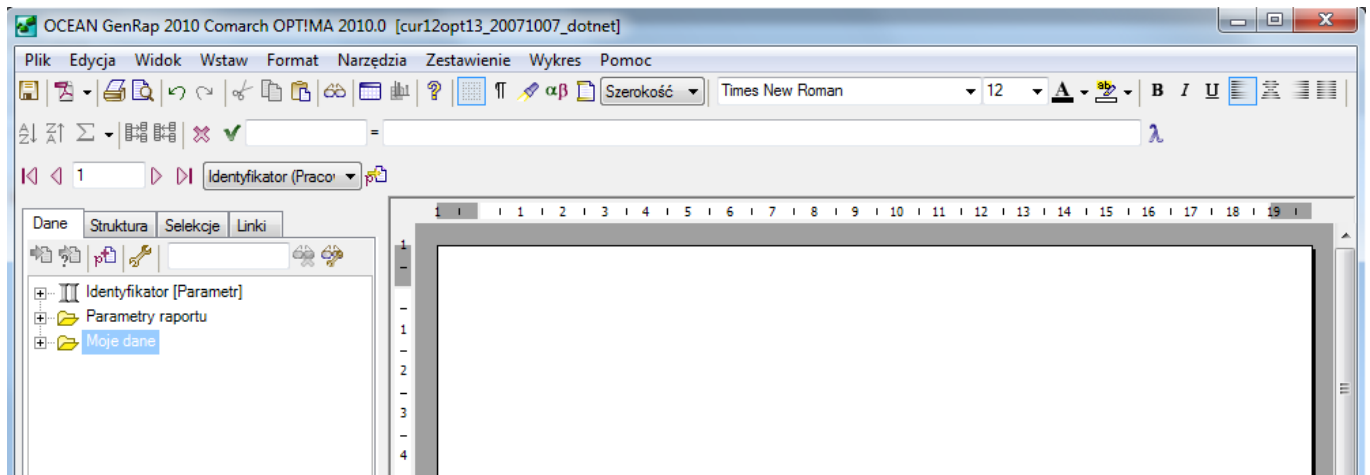 OCEAN GenRap 2010 Comarch OPT!MA 2010.0 [cur12opt13_20071007_dotnet]
Plik Edycja Widok Wstaw Format Narzędzia Zestawienie Wykres Pomoc
αβ Szerokość Times New Roman 12 A ab B I U
A Z Z A Σ = λ
1 Identyfikator (Praco
Dane Struktura Selekcje Linki
1 1 2 3 4 5 6 7 8 9 10 11 12 13 14 15 16 17 18 19
Identyfikator [Parametr]
Parametry raportu
Moje dane
1
1
2
3
4